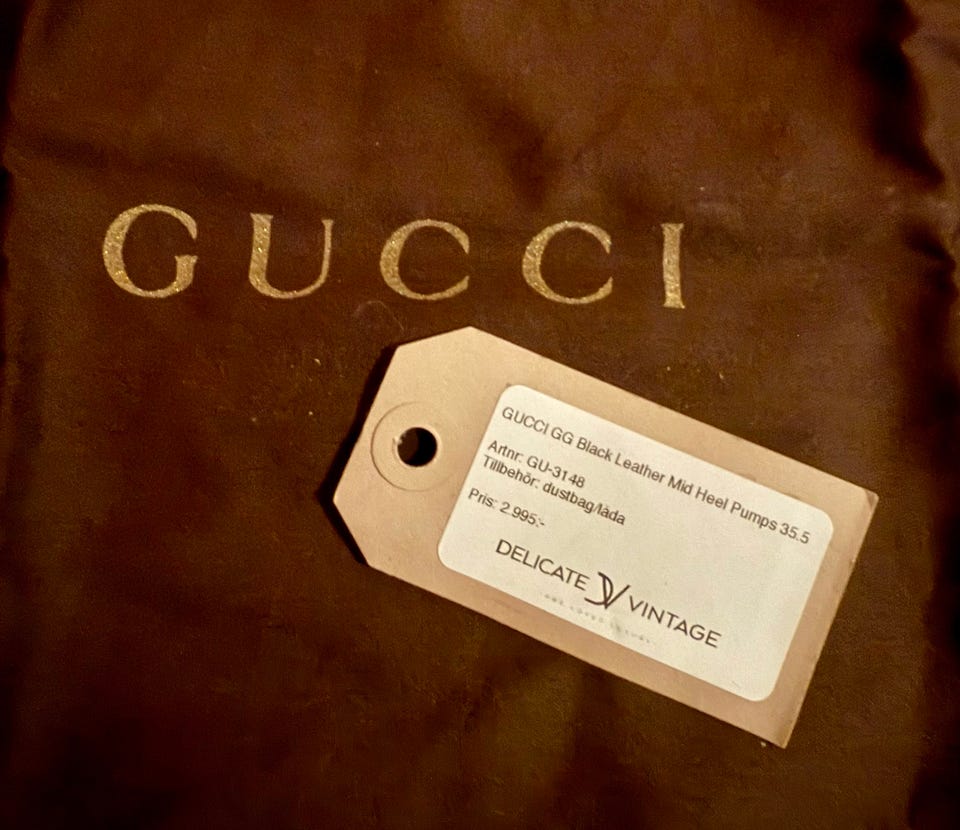 GUCCI
GUCCI GG Black Leather Mid Heel Pumps 35.5
Artnr: GU-3148
Tillbehör: dustbag/låda
Pris: 2.995:-
DELICATE DV VINTAGE